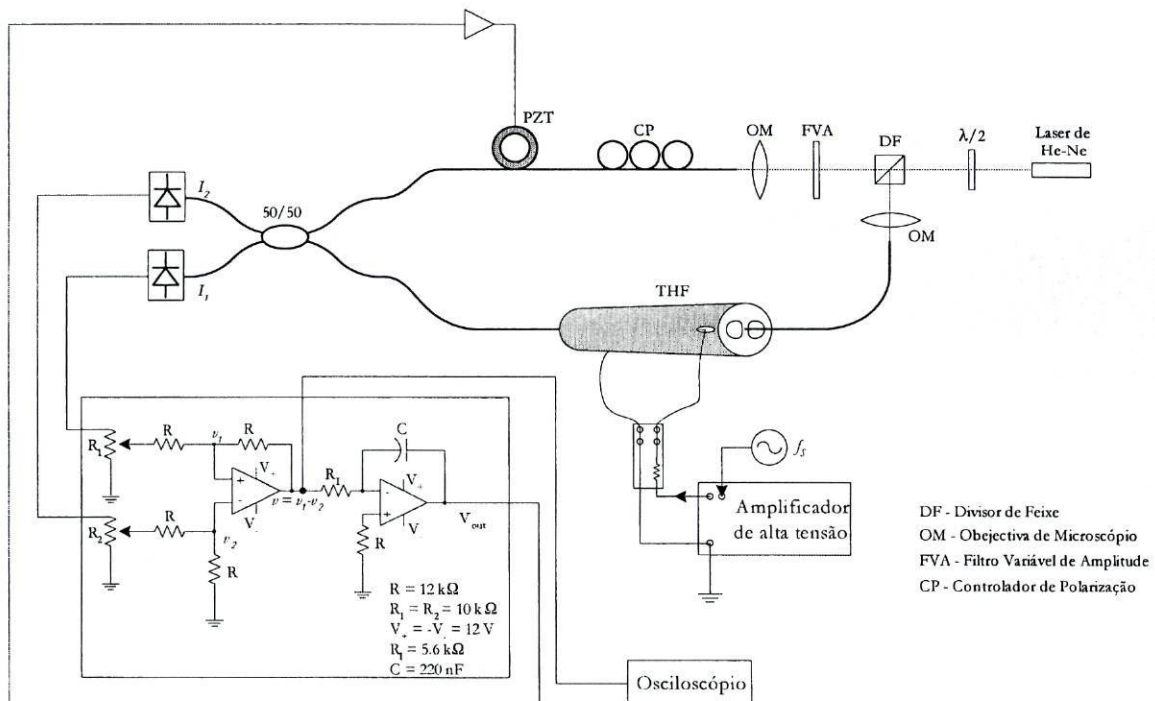 PZT
CP
OM
FVA
DF
λ/2
Laser de
He-Ne
I₂
50/50
OM
I₁
THF
R₁
R
v₁
R
C
V₊
R₁
V₊
+
-
v = v₁-v₂
-
+
V₋
V₋
Vout
R₂
R
v₂
R
R
fs
Amplificador
de alta tensão
R = 12 kΩ
R₁ = R₂ = 10 kΩ
V₊ = -V₋ = 12 V
R₁ = 5.6 kΩ
C = 220 nF
Osciloscópio
DF - Divisor de Feixe
OM - Obejectiva de Microscópio
FVA - Filtro Variável de Amplitude
CP - Controlador de Polarização